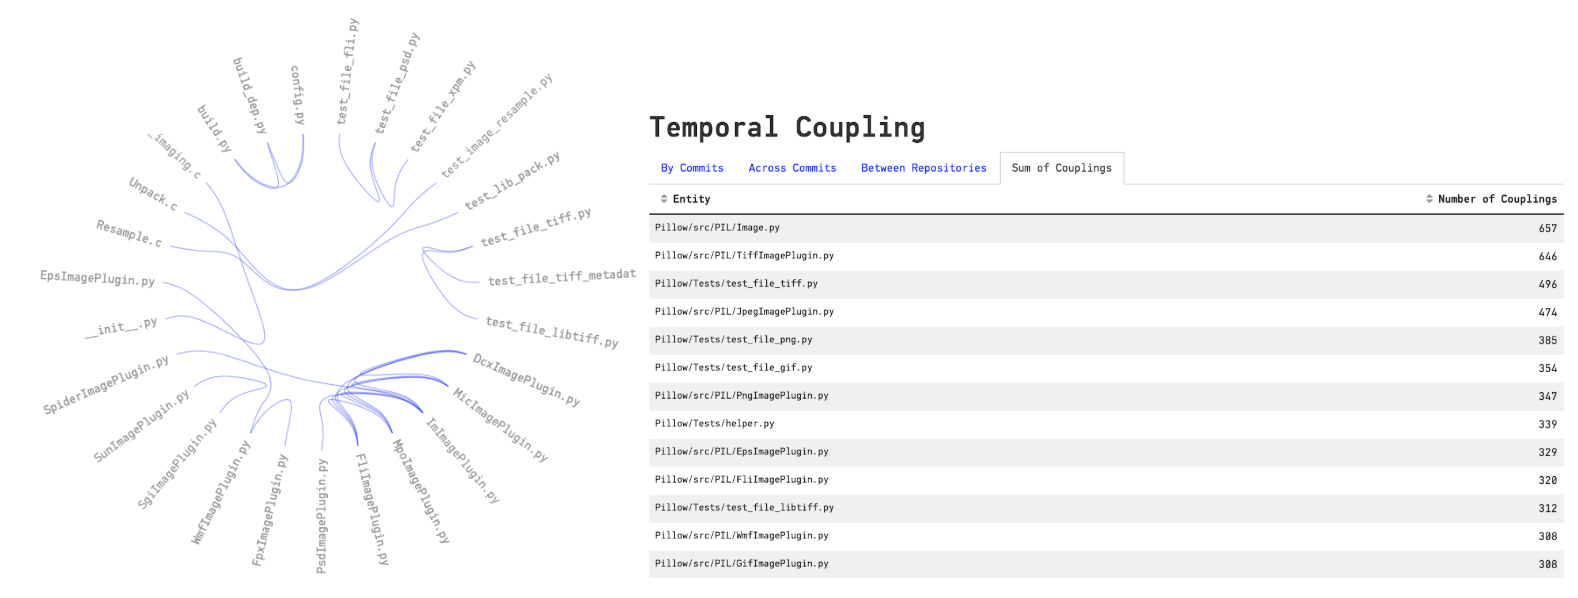 test_file_fli.py
test_file_psd.py
test_file_xpm.py
test_image_resample.py
test_lib_pack.py
test_file_tiff.py
test_file_tiff_metadat
test_file_libtiff.py
DcxImagePlugin.py
MicImagePlugin.py
ImImagePlugin.py
MpoImagePlugin.py
FliImagePlugin.py
PsdImagePlugin.py
FpxImagePlugin.py
WmfImagePlugin.py
SgiImagePlugin.py
SunImagePlugin.py
SpiderImagePlugin.py
__init__.py
EpsImagePlugin.py
Resample.c
Unpack.c
_imaging.c
build.py
build_dep.py
config.py
Temporal Coupling
By Commits Across Commits Between Repositories Sum of Couplings
Entity Number of Couplings
Pillow/src/PIL/Image.py 657
Pillow/src/PIL/TiffImagePlugin.py 646
Pillow/Tests/test_file_tiff.py 496
Pillow/src/PIL/JpegImagePlugin.py 474
Pillow/Tests/test_file_png.py 385
Pillow/Tests/test_file_gif.py 354
Pillow/src/PIL/PngImagePlugin.py 347
Pillow/Tests/helper.py 339
Pillow/src/PIL/EpsImagePlugin.py 329
Pillow/src/PIL/FliImagePlugin.py 320
Pillow/Tests/test_file_libtiff.py 312
Pillow/src/PIL/WmfImagePlugin.py 308
Pillow/src/PIL/GifImagePlugin.py 308